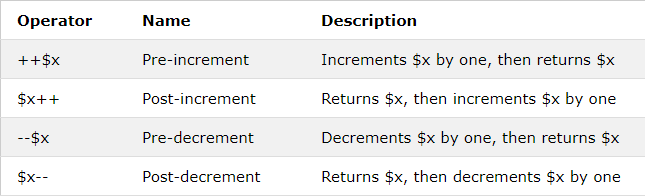 Operator Name Description
++$x Pre-increment Increments $x by one, then returns $x
$x++ Post-increment Returns $x, then increments $x by one
--$x Pre-decrement Decrements $x by one, then returns $x
$x-- Post-decrement Returns $x, then decrements $x by one